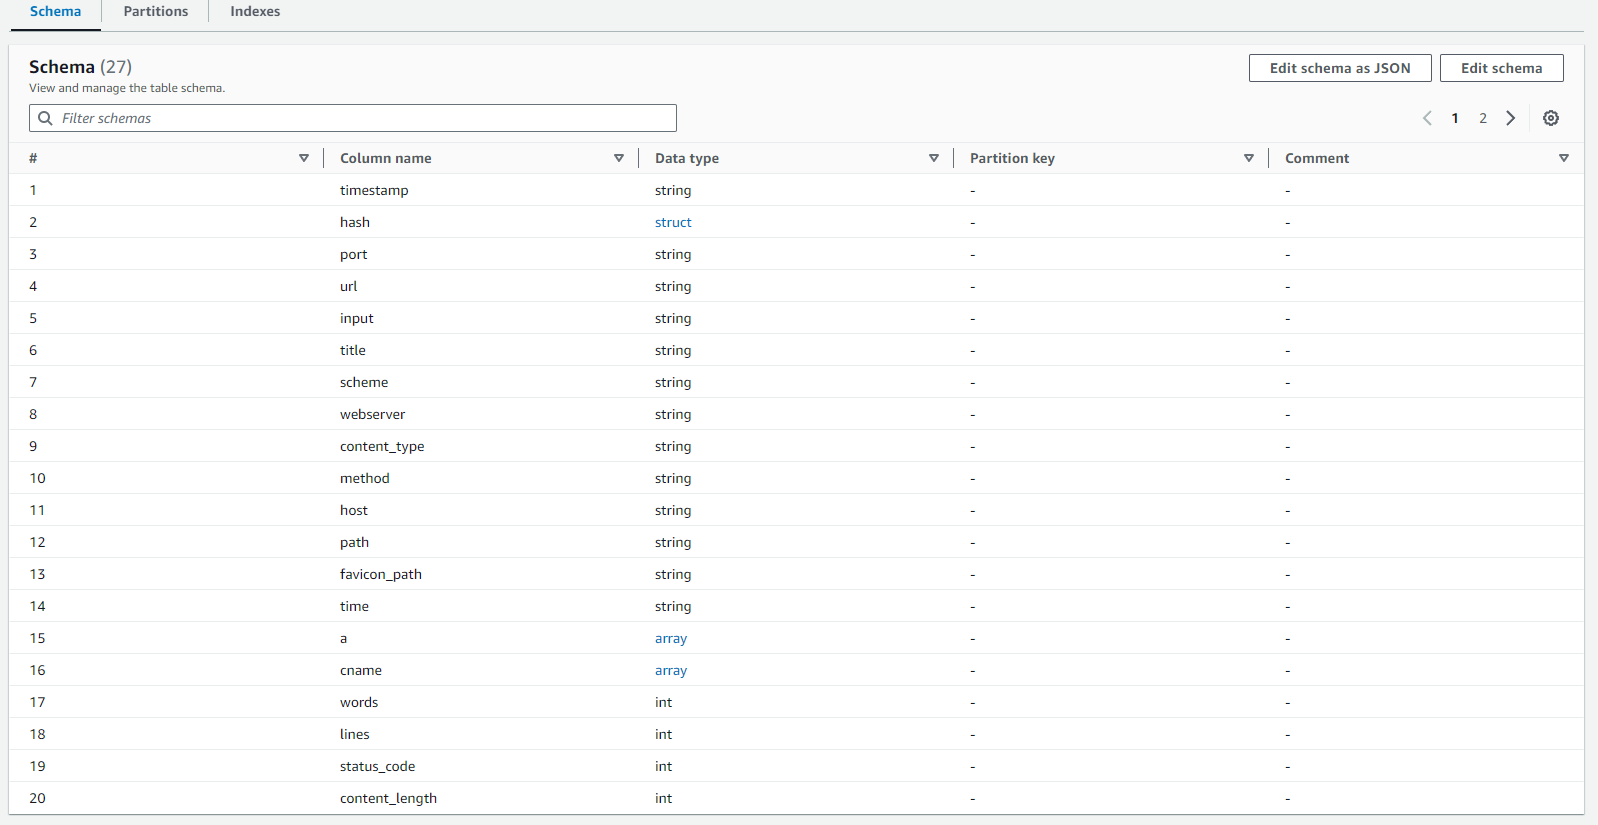 Schema Partitions Indexes
Schema (27) Edit schema as JSON Edit schema
View and manage the table schema.
Filter schemas 1 2
# Column name Data type Partition key Comment
1 timestamp string - -
2 hash struct - -
3 port string - -
4 url string - -
5 input string - -
6 title string - -
7 scheme string - -
8 webserver string - -
9 content_type string - -
10 method string - -
11 host string - -
12 path string - -
13 favicon_path string - -
14 time string - -
15 a array - -
16 cname array - -
17 words int - -
18 lines int - -
19 status_code int - -
20 content_length int - -